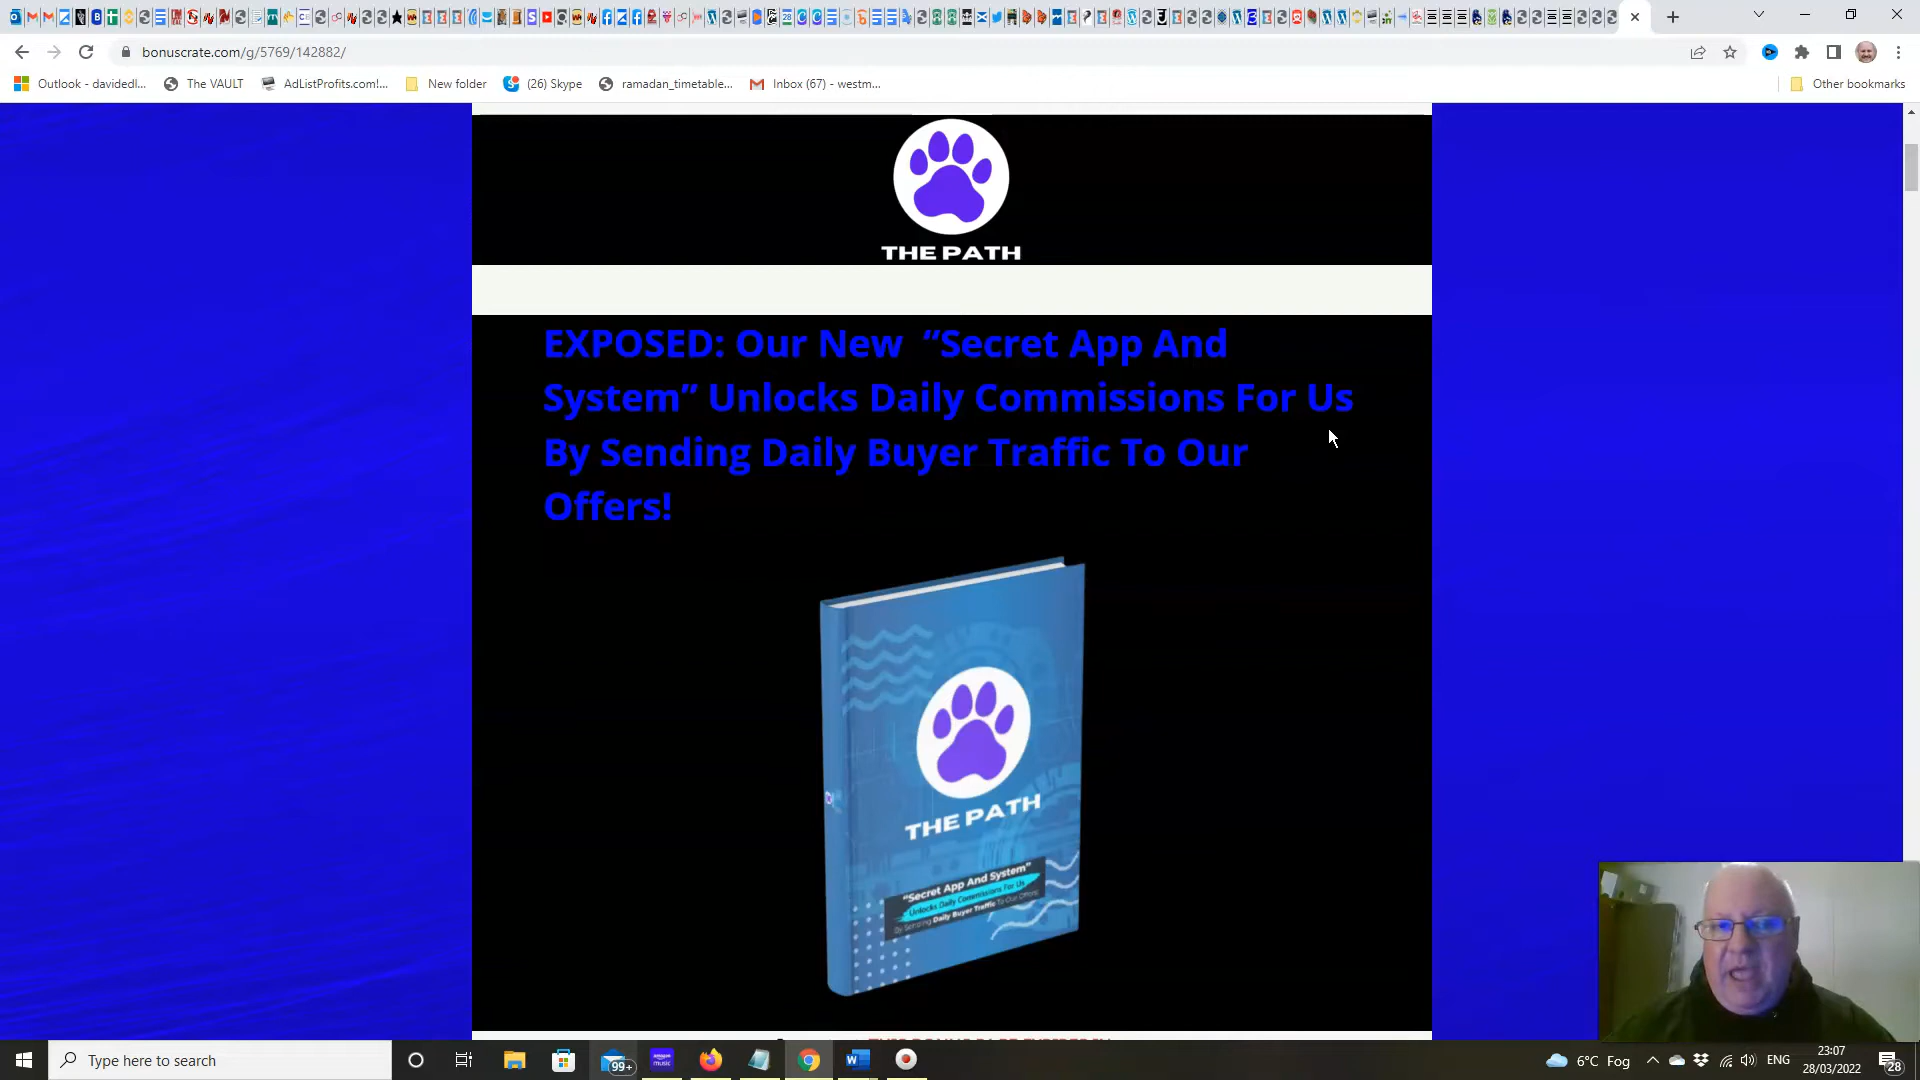 bonuscrate.com/g/5769/142882/
Outlook - davidedl...
The VAULT
AdListProfits.com!...
New folder
(26) Skype
ramadan_timetable...
Inbox (67) - westm...
Other bookmarks
THE PATH
EXPOSED: Our New “Secret App And
System” Unlocks Daily Commissions For Us
By Sending Daily Buyer Traffic To Our
Offers!
THE PATH
“Secret App And System”
Unlocks Daily Commissions For Us
By Sending Daily Buyer Traffic To Our Offers!
Type here to search
99+
amazon music
6°C Fog
ENG
23:07
28/03/2022
28